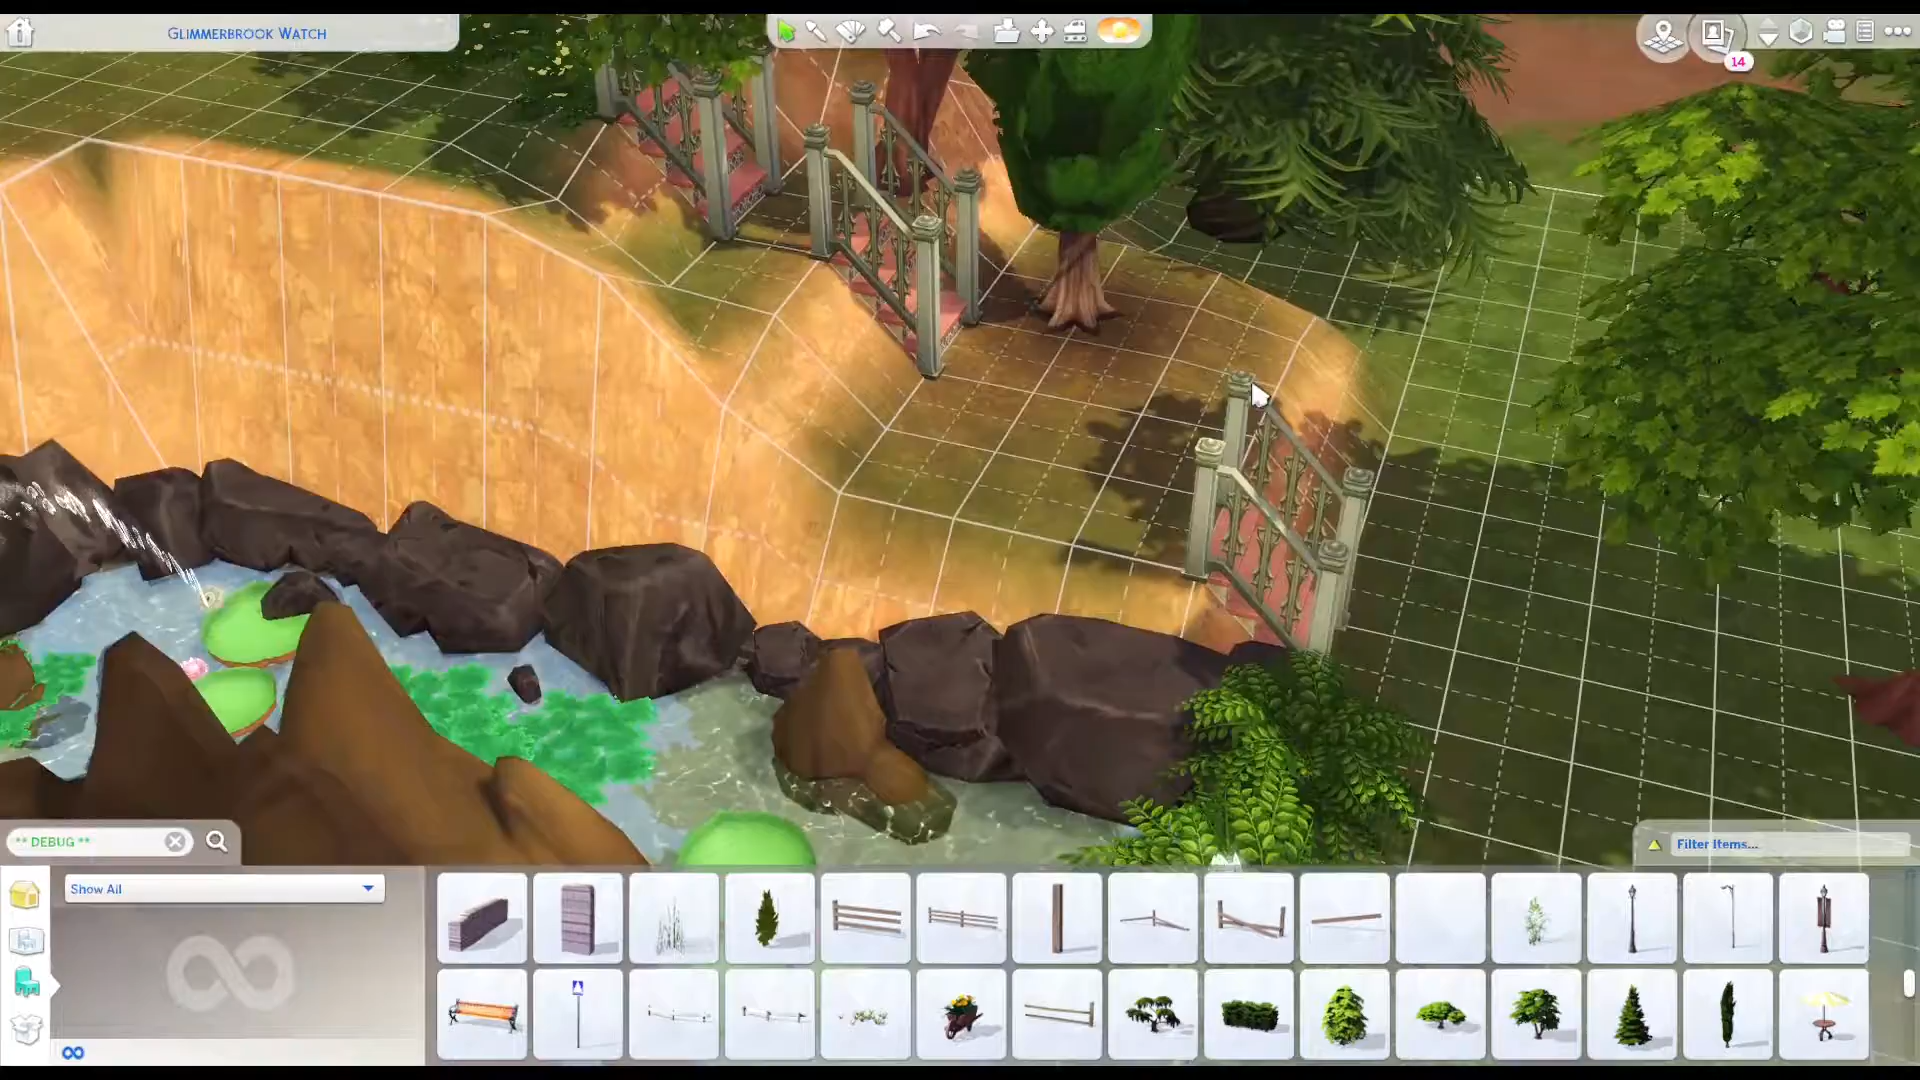 GLIMMERBROOK WATCH
14
** DEBUG **
Filter Items...
Show All